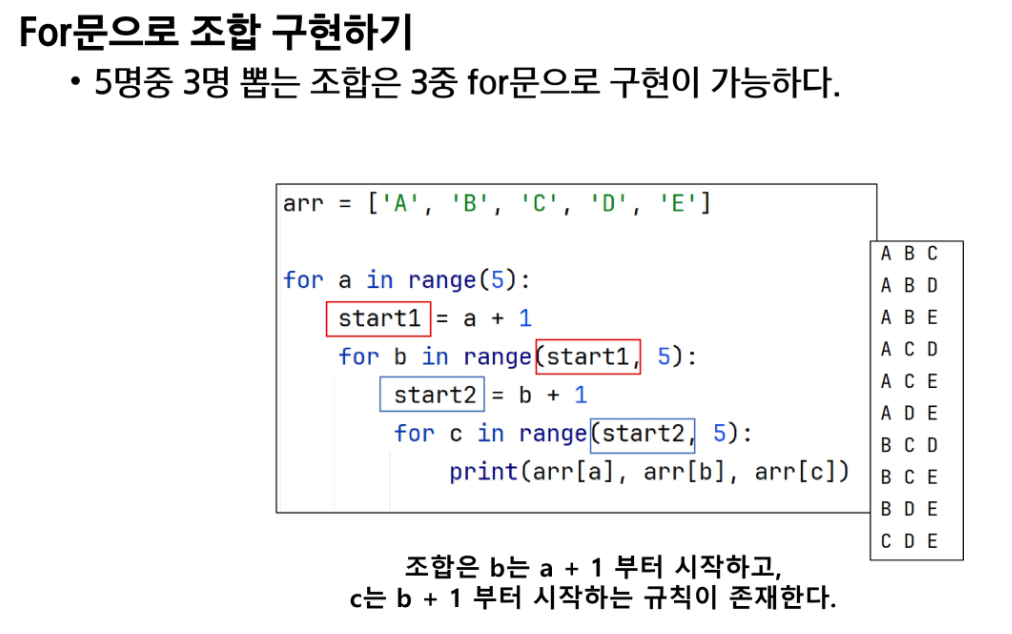 For문으로 조합 구현하기
• 5명중 3명 뽑는 조합은 3중 for문으로 구현이 가능하다.
arr = ['A', 'B', 'C', 'D', 'E']
for a in range(5):
start1 = a + 1
for b in range(start1, 5):
start2 = b + 1
for c in range(start2, 5):
print(arr[a], arr[b], arr[c])
A B C
A B D
A B E
A C D
A C E
A D E
B C D
B C E
B D E
C D E
조합은 b는 a + 1 부터 시작하고,
c는 b + 1 부터 시작하는 규칙이 존재한다.